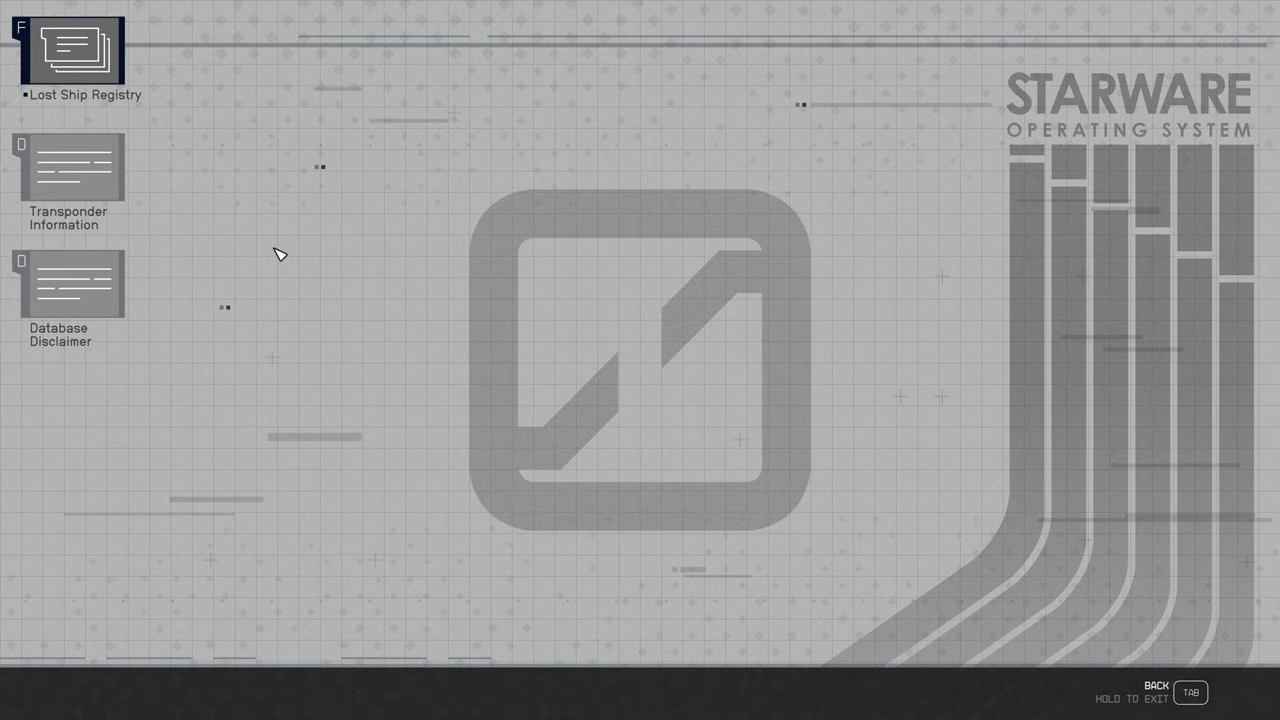 F
Lost Ship Registry
D
Transponder
Information
D
Database
Disclaimer
STARWARE
OPERATING SYSTEM
BACK
HOLD TO EXIT
TAB